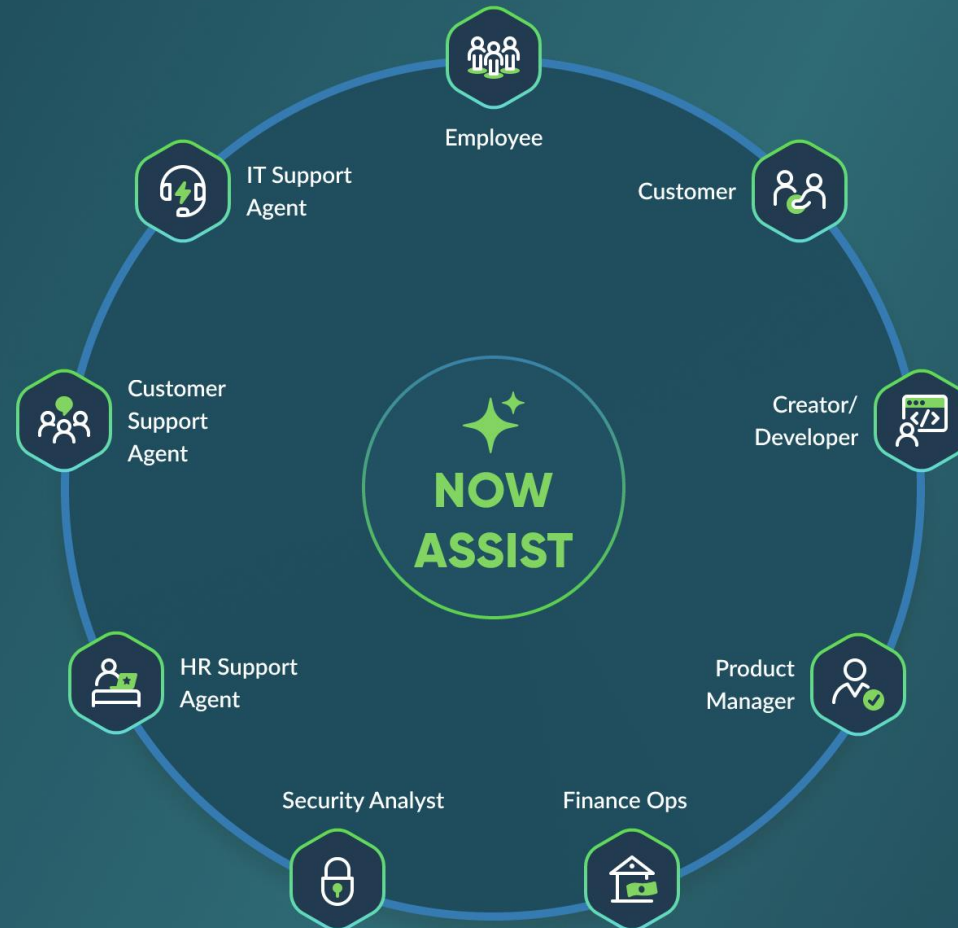 Employee
IT Support
Agent
Customer
Customer
Support
Agent
Creator/
Developer
NOW
ASSIST
HR Support
Agent
Product
Manager
Security Analyst
Finance Ops